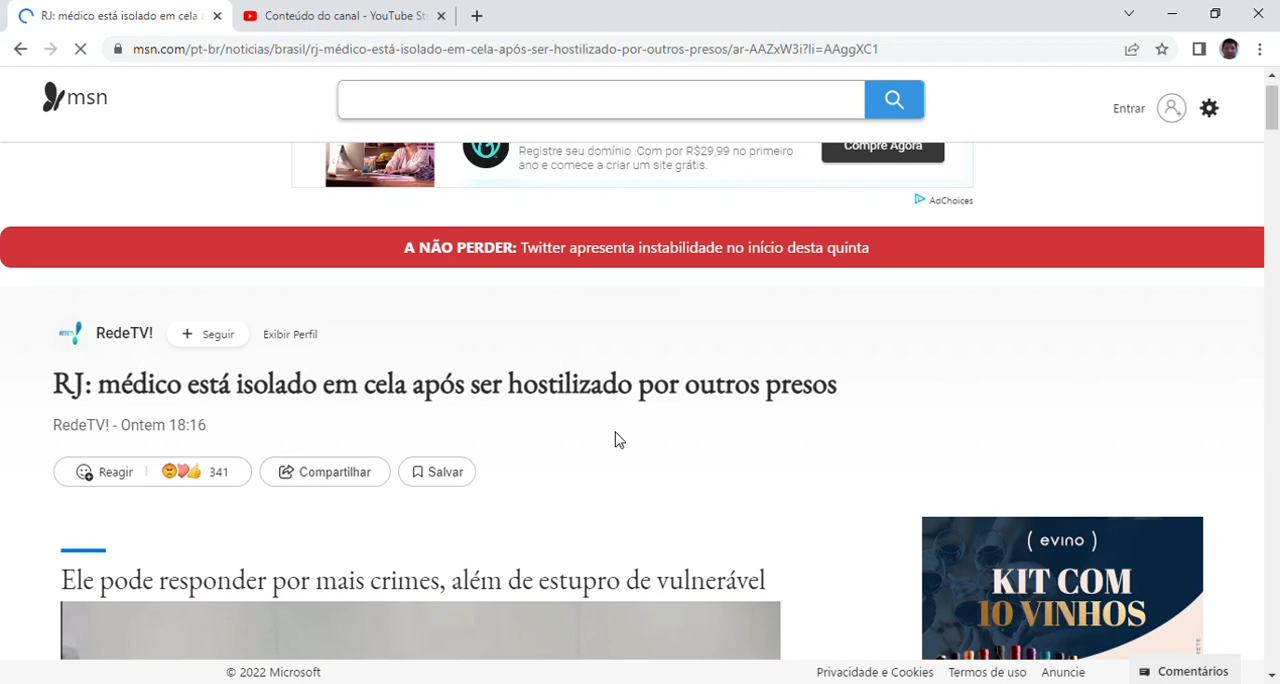 RJ: médico está isolado em cela a
Conteúdo do canal - YouTube St
msn.com/pt-br/noticias/brasil/rj-médico-está-isolado-em-cela-após-ser-hostilizado-por-outros-presos/ar-AAZxW3i?li=AAggXC1
msn
Entrar
Registre seu domínio .Com por R$29,99 no primeiro
ano e comece a criar um site grátis.
Compre Agora
AdChoices
A NÃO PERDER: Twitter apresenta instabilidade no início desta quinta
REDETV!
RedeTV!
+ Seguir
Exibir Perfil
RJ: médico está isolado em cela após ser hostilizado por outros presos
RedeTV! - Ontem 18:16
Reagir
341
Compartilhar
Salvar
( evino )
KIT COM
10 VINHOS
Ele pode responder por mais crimes, além de estupro de vulnerável
© 2022 Microsoft
Privacidade e Cookies
Termos de uso
Anuncie
Comentários